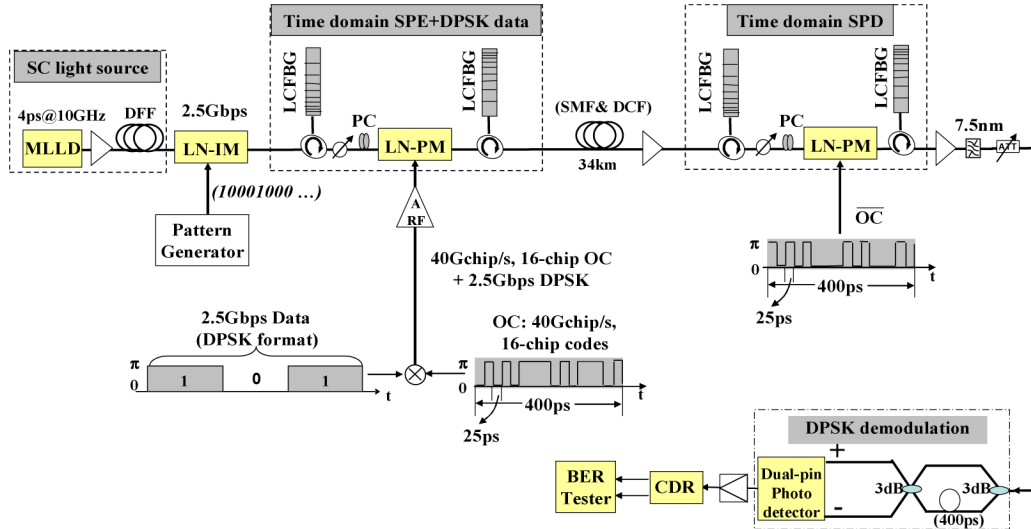 Time domain SPE+DPSK data
Time domain SPD
SC light source
LCFBG
LCFBG
LCFBG
LCFBG
4ps@10GHz
DFF
2.5Gbps
PC
(SMF& DCF)
PC
7.5nm
MLLD
LN-IM
LN-PM
34km
LN-PM
ATT
(10001000 …)
A
RF
OC
Pattern
Generator
π
0
t
400ps
25ps
40Gchip/s, 16-chip OC
+ 2.5Gbps DPSK
2.5Gbps Data
(DPSK format)
OC: 40Gchip/s,
16-chip codes
π
0
1
0
1
t
π
0
t
400ps
25ps
DPSK demodulation
+
BER
Tester
CDR
Dual-pin
Photo
detector
3dB
3dB
-
(400ps)